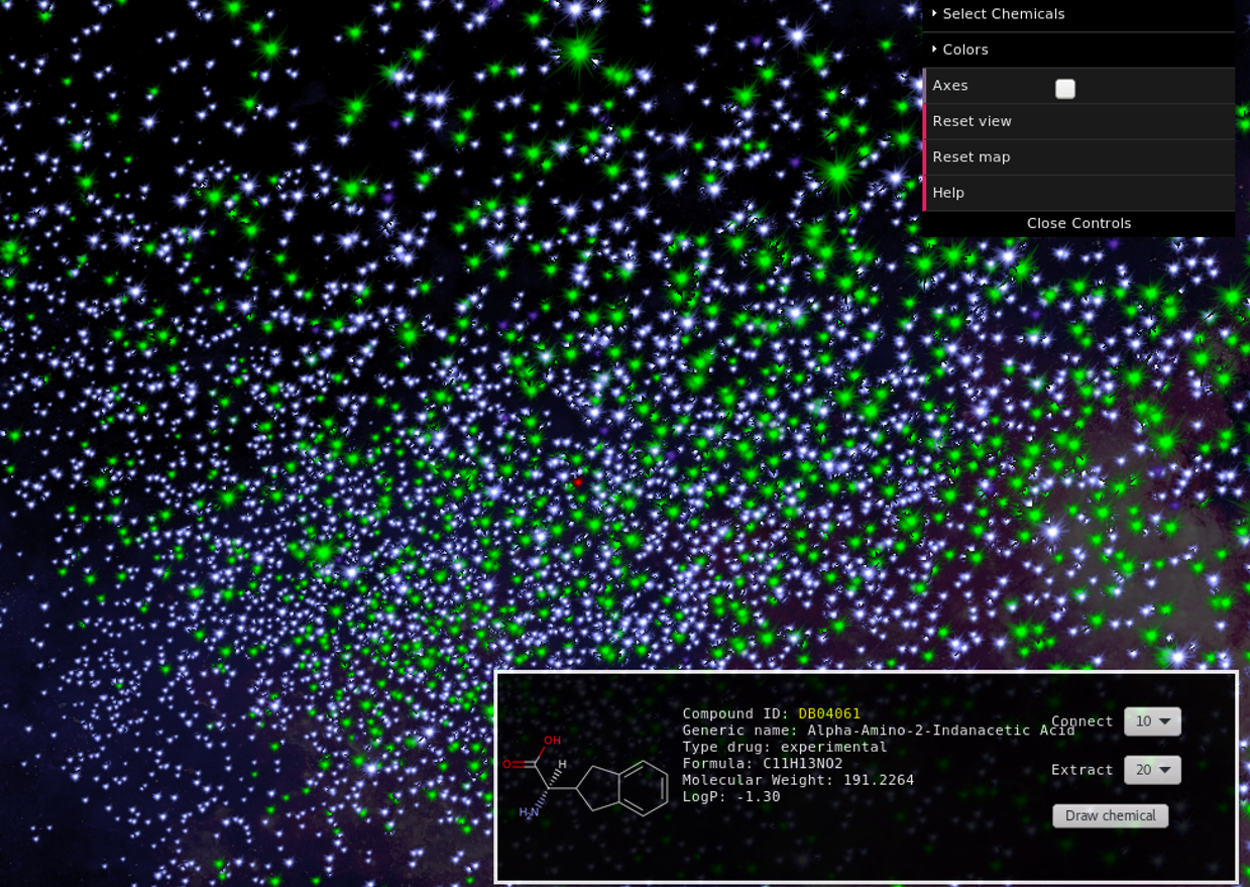 Select Chemicals
Colors
Axes
Reset view
Reset map
Help
Close Controls
Compound ID: DB04061
Generic name: Alpha-Amino-2-Indanacetic Acid
Type drug: experimental
Formula: C11H13NO2
Molecular Weight: 191.2264
LogP: -1.30
Connect 10
Extract 20
Draw chemical
OH
O
H
H₂N